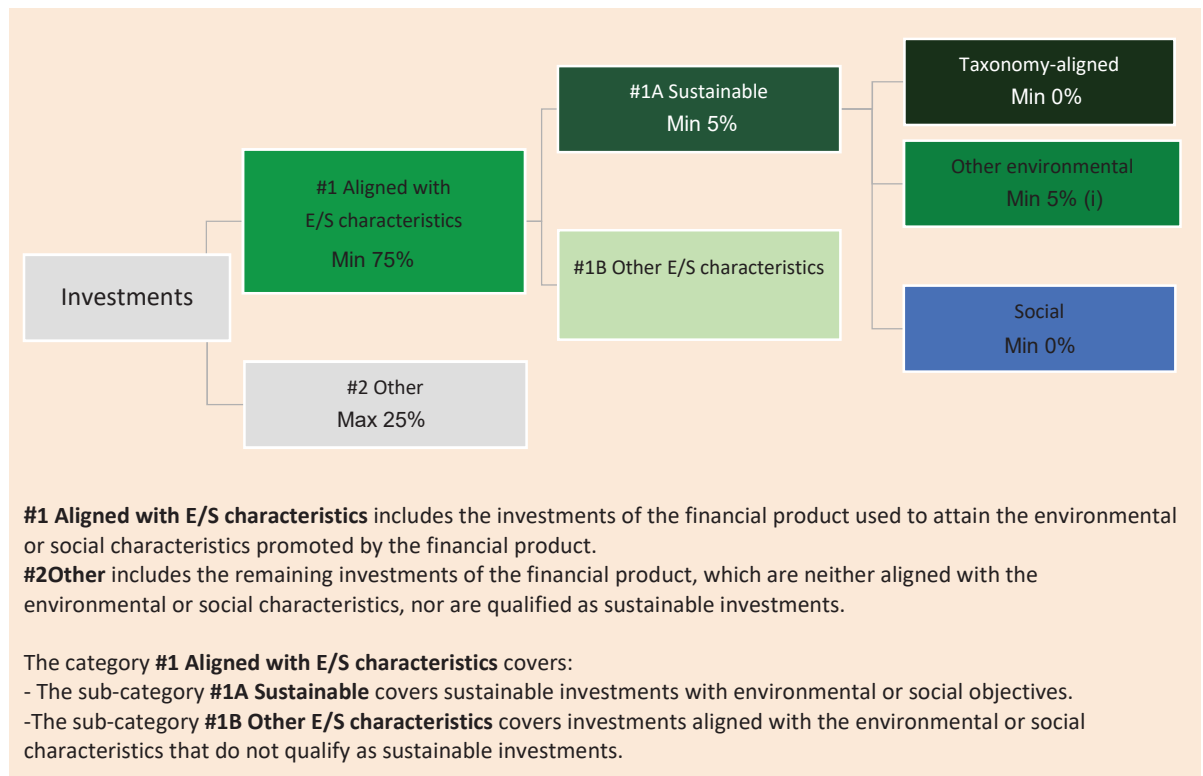 Investments
#1 Aligned with
E/S characteristics
Min 75%
#2 Other
Max 25%
#1A Sustainable
Min 5%
#1B Other E/S characteristics
Taxonomy-aligned
Min 0%
Other environmental
Min 5% (i)
Social
Min 0%
#1 Aligned with E/S characteristics includes the investments of the financial product used to attain the environmental
or social characteristics promoted by the financial product.
#2Other includes the remaining investments of the financial product, which are neither aligned with the
environmental or social characteristics, nor are qualified as sustainable investments.
The category #1 Aligned with E/S characteristics covers:
- The sub-category #1A Sustainable covers sustainable investments with environmental or social objectives.
-The sub-category #1B Other E/S characteristics covers investments aligned with the environmental or social
characteristics that do not qualify as sustainable investments.